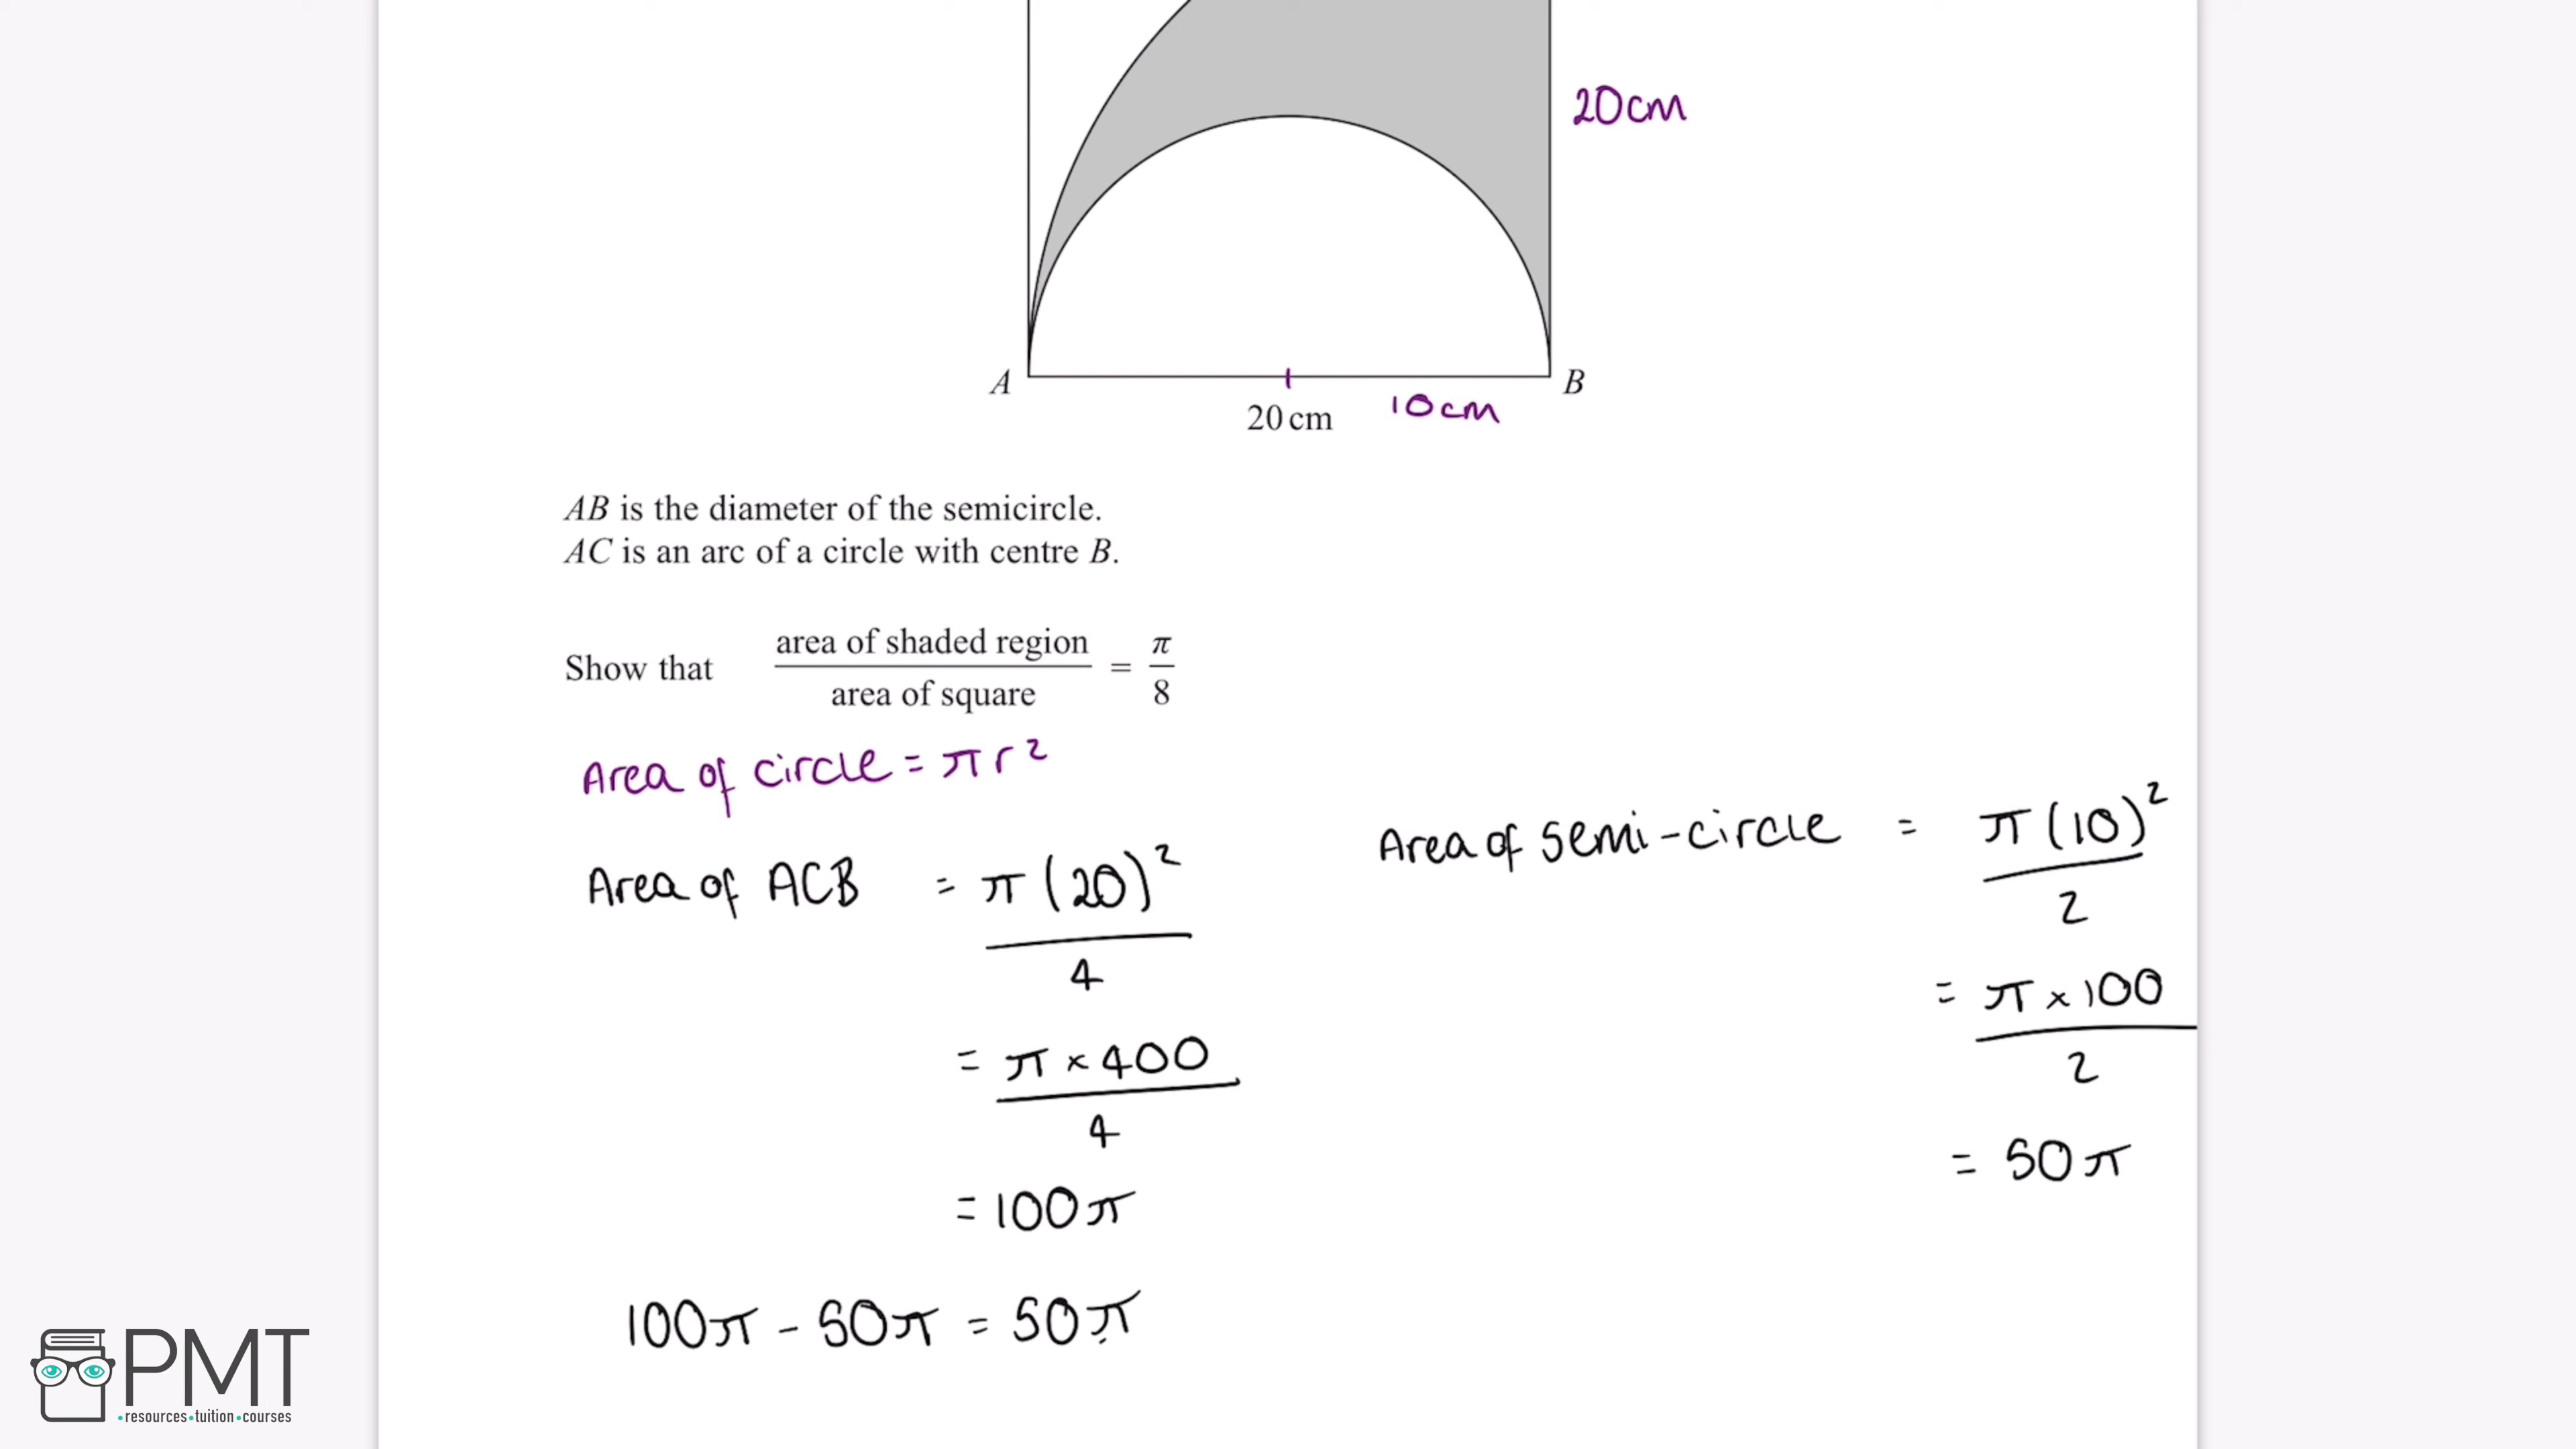 20cm
A
B
20 cm
10cm
AB is the diameter of the semicircle.
AC is an arc of a circle with centre B.
Show that area of shaded region / area of square = π / 8
Area of circle = πr²
Area of ACB = π(20)² / 4
= π × 400 / 4
= 100π
100π - 50π = 50π
Area of semi-circle = π(10)² / 2
= π × 100 / 2
= 50π
PMT
•resources•tuition•courses